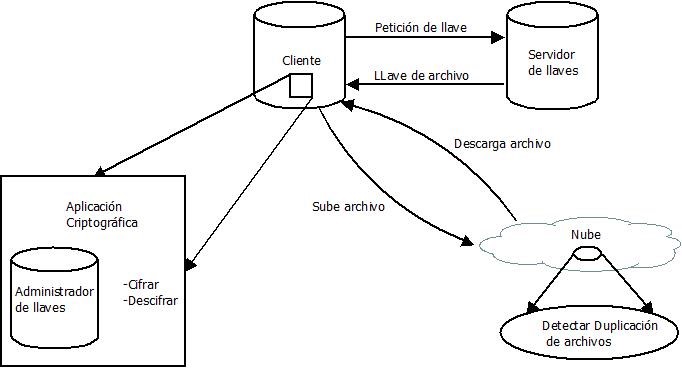 Petición de llave
Cliente
Servidor
de llaves
LLave de archivo
Descarga archivo
Aplicación
Criptográfica
Sube archivo
Nube
Administrador
de llaves
-Cifrar
-Descifrar
Detectar Duplicación
de archivos